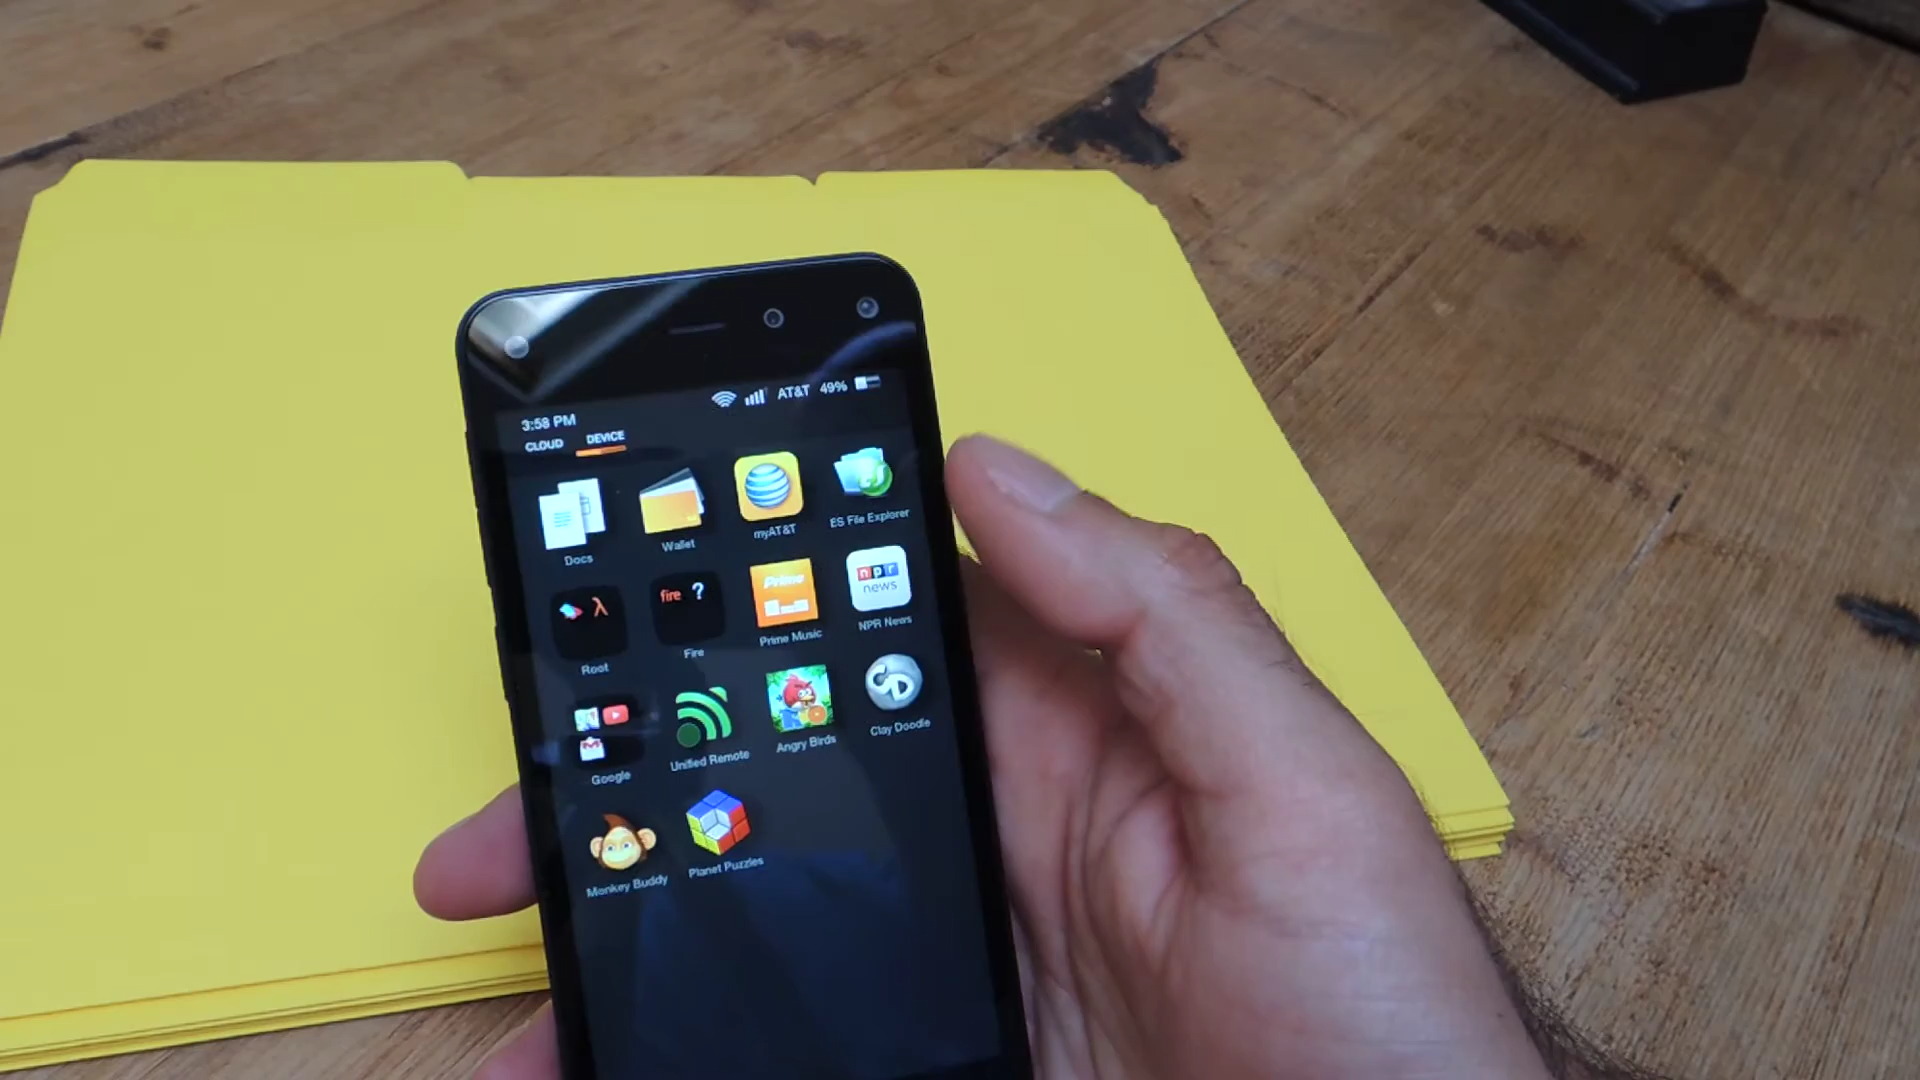 3:58 PM
AT&T 49%
CLOUD DEVICE
Docs
Wallet
myAT&T
ES File Explorer
λ
Root
fire ?
Fire
Prime
Prime Music
npr
news
NPR News
Google
Unified Remote
Angry Birds
CD
Clay Doodle
Monkey Buddy
Planet Puzzles